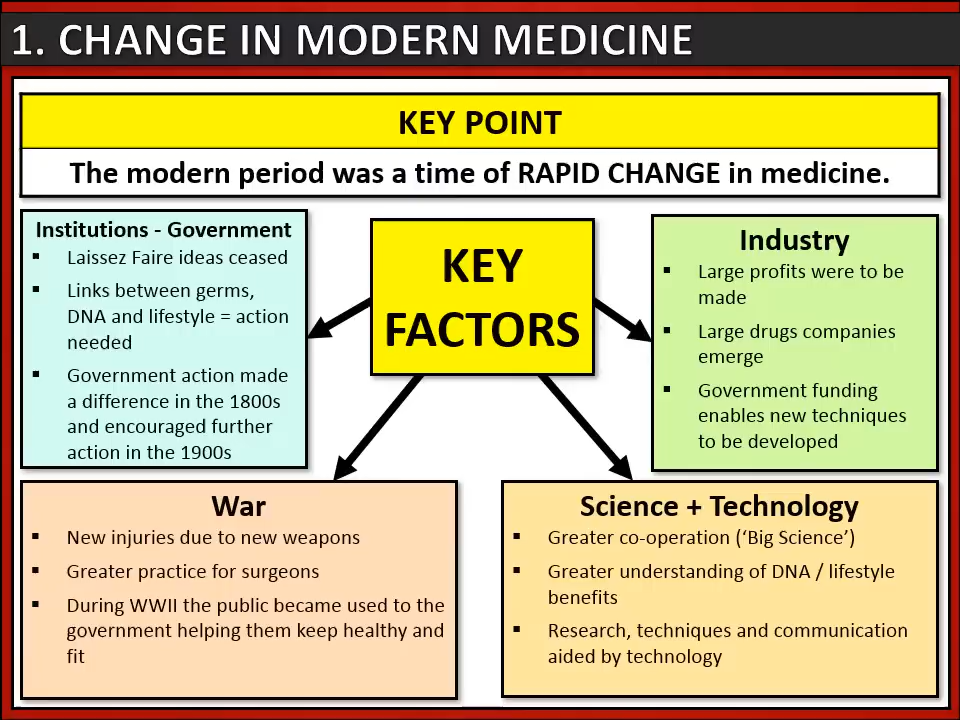 1. CHANGE IN MODERN MEDICINE
KEY POINT
The modern period was a time of RAPID CHANGE in medicine.
Institutions - Government
▪ Laissez Faire ideas ceased
▪ Links between germs,
DNA and lifestyle = action
needed
▪ Government action made
a difference in the 1800s
and encouraged further
action in the 1900s
KEY
FACTORS
Industry
▪ Large profits were to be
made
▪ Large drugs companies
emerge
▪ Government funding
enables new techniques
to be developed
War
▪ New injuries due to new weapons
▪ Greater practice for surgeons
▪ During WWII the public became used to the
government helping them keep healthy and
fit
Science + Technology
▪ Greater co-operation (‘Big Science’)
▪ Greater understanding of DNA / lifestyle
benefits
▪ Research, techniques and communication
aided by technology